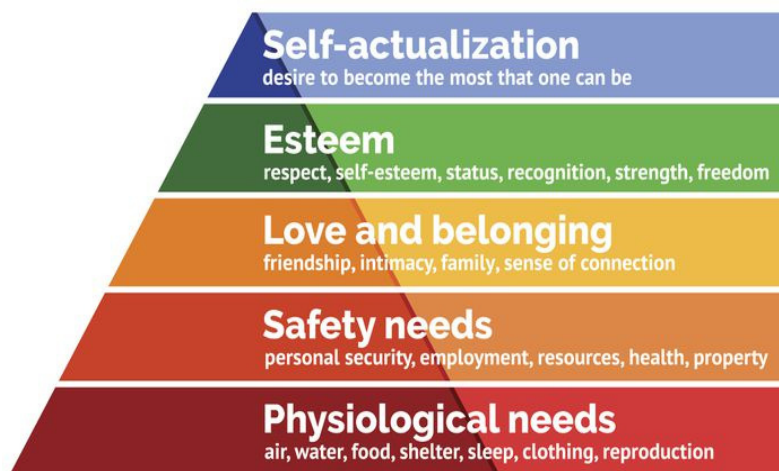 Self-actualization
desire to become the most that one can be
Esteem
respect, self-esteem, status, recognition, strength, freedom
Love and belonging
friendship, intimacy, family, sense of connection
Safety needs
personal security, employment, resources, health, property
Physiological needs
air, water, food, shelter, sleep, clothing, reproduction